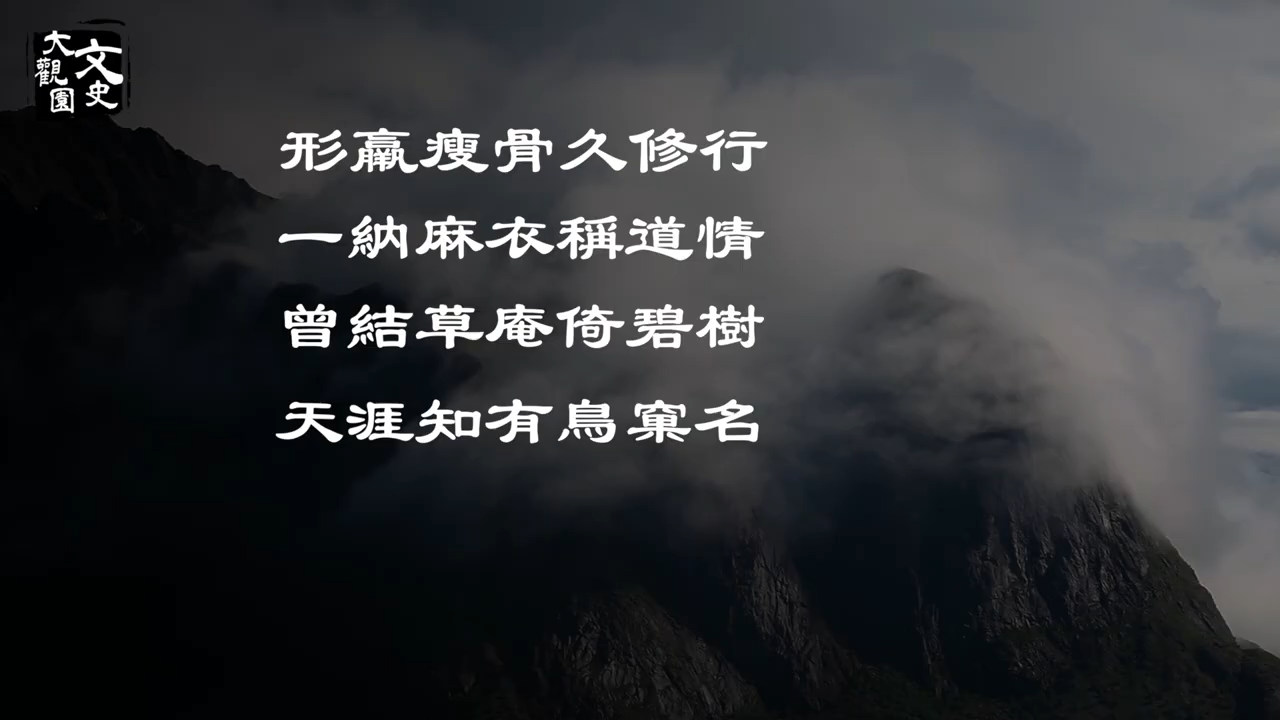 文史
大觀園
形羸瘦骨久修行
一納麻衣稱道情
曾結草庵倚碧樹
天涯知有鳥窠名